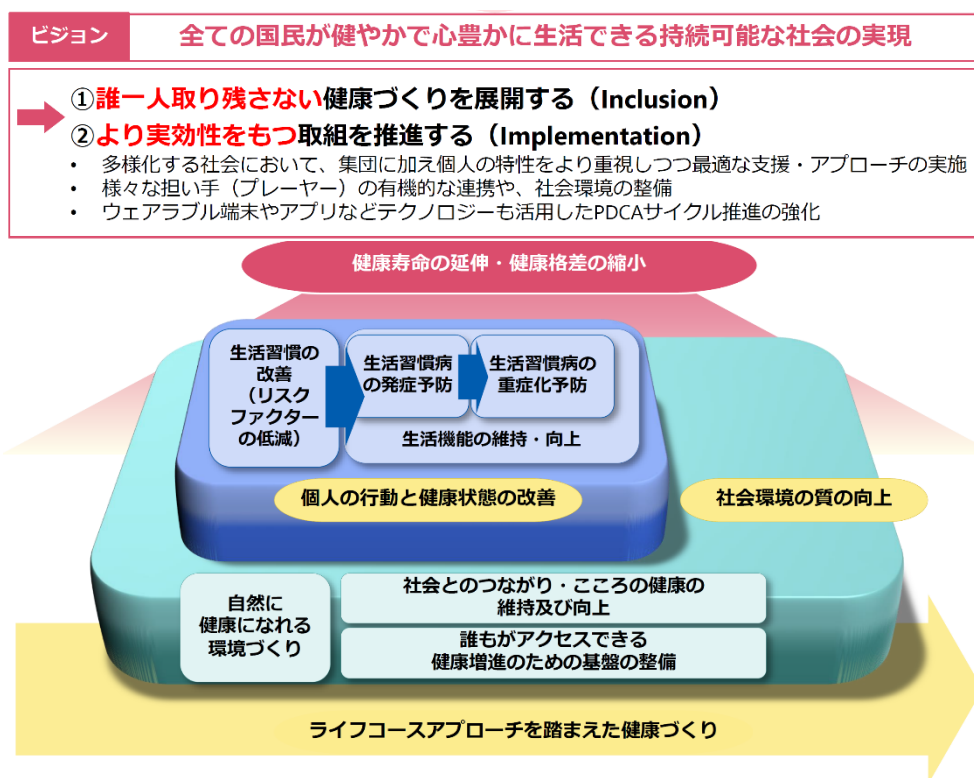 ビジョン
全ての国民が健やかで心豊かに生活できる持続可能な社会の実現
①誰一人取り残さない健康づくりを展開する（Inclusion）
②より実効性をもつ取組を推進する（Implementation）
• 多様化する社会において、集団に加え個人の特性をより重視しつつ最適な支援・アプローチの実施
• 様々な担い手（プレーヤー）の有機的な連携や、社会環境の整備
• ウェアラブル端末やアプリなどテクノロジーも活用したPDCAサイクル推進の強化
健康寿命の延伸・健康格差の縮小
生活習慣の
改善
（リスク
ファクター
の低減）
生活習慣病
の発症予防
生活習慣病の
重症化予防
生活機能の維持・向上
個人の行動と健康状態の改善
社会環境の質の向上
自然に
健康になれる
環境づくり
社会とのつながり・こころの健康の
維持及び向上
誰もがアクセスできる
健康増進のための基盤の整備
ライフコースアプローチを踏まえた健康づくり